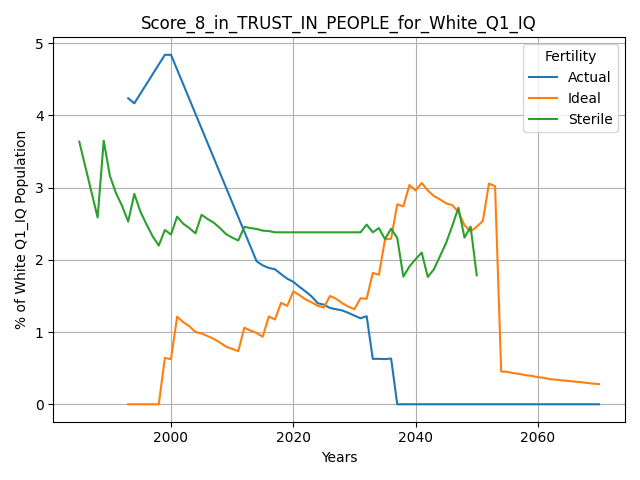 Score_8_in_TRUST_IN_PEOPLE_for_White_Q1_IQ
% of White Q1_IQ Population
5
4
3
2
1
0
Fertility
Actual
Ideal
Sterile
2000 2020 2040 2060
Years